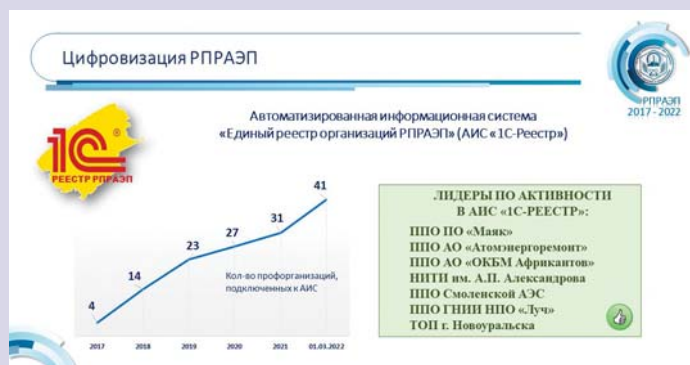 Цифровизация РПРАЭП
РПРАЭП
2017 - 2022
Автоматизированная информационная система
«Единый реестр организаций РПРАЭП» (АИС «1С-Реестр»)
1С®
РЕЕСТР РПРАЭП
4
14
23
27
31
41
Кол-во профорганизаций,
подключенных к АИС
2017
2018
2019
2020
2021
01.03.2022
ЛИДЕРЫ ПО АКТИВНОСТИ
В АИС «1С-РЕЕСТР»:
ППО ПО «Маяк»
ППО АО «Атомэнергоремонт»
ППО АО «ОКБМ Африкантов»
НИТИ им. А.П. Александрова
ППО Смоленской АЭС
ППО ГНИИ НПО «Луч»
ТОП г. Новоуральска